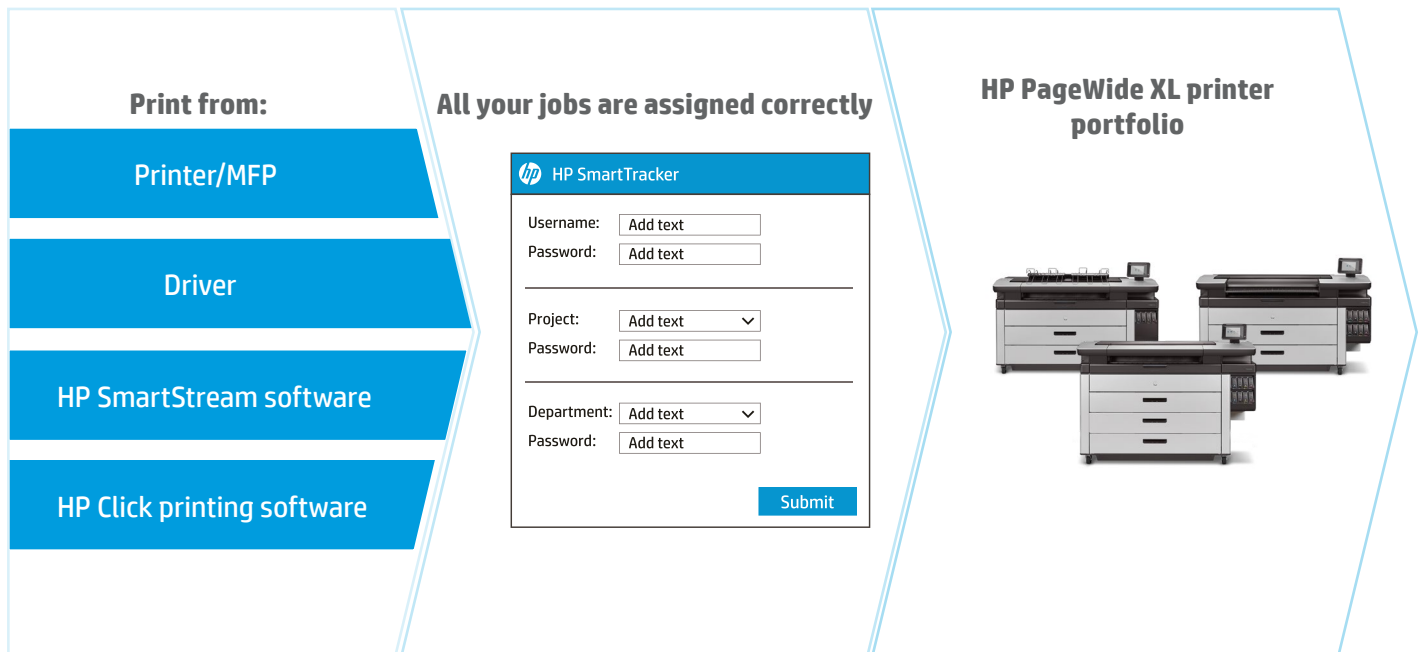 Print from:
Printer/MFP
Driver
HP SmartStream software
HP Click printing software
All your jobs are assigned correctly
hp HP SmartTracker
Username: Add text
Password: Add text
Project: Add text
Password: Add text
Department: Add text
Password: Add text
Submit
HP PageWide XL printer
portfolio